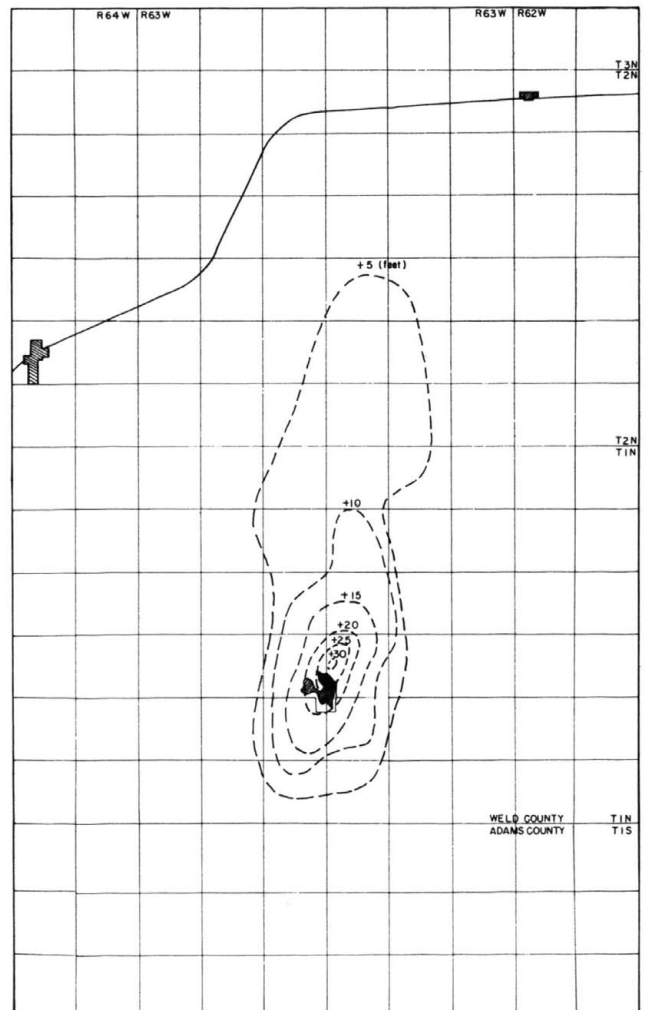 R64W R63W
R63W R62W
T3N
T2N
+5 (feet)
T2N
T1N
+10
+15
+20
+25
+30
WELD COUNTY T1N
ADAMS COUNTY T1S